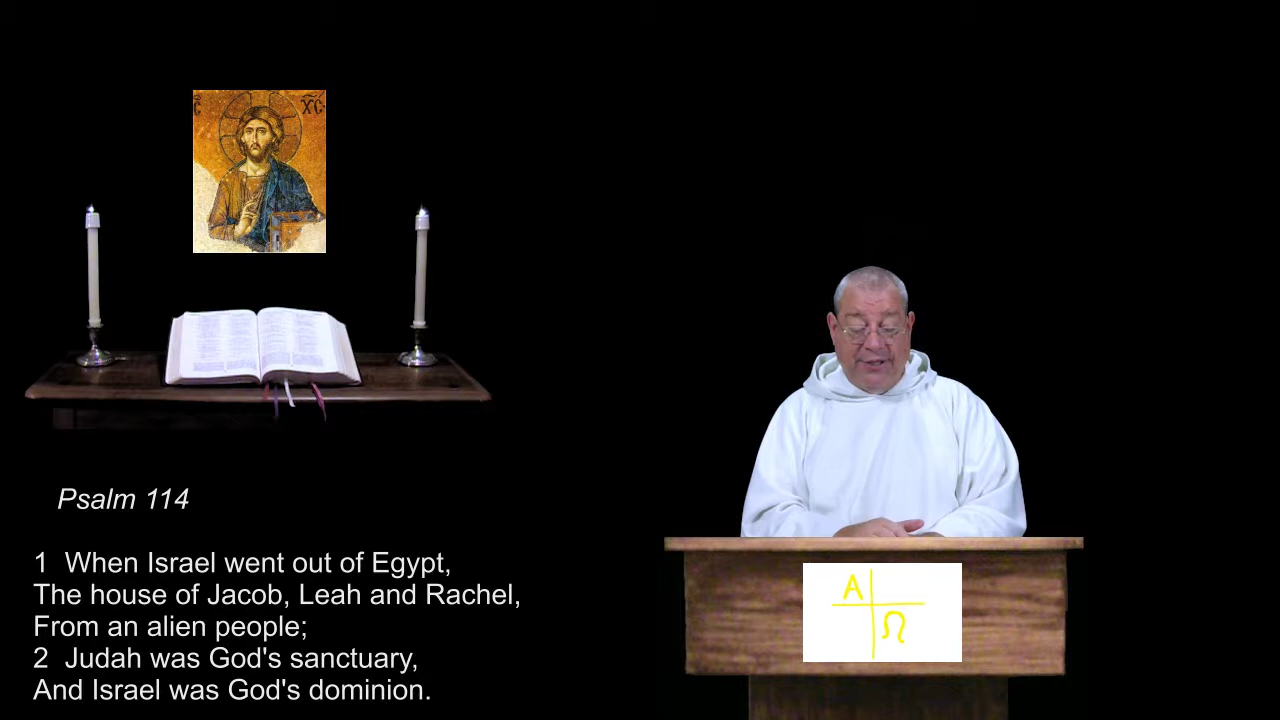 C XC
Psalm 114
1 When Israel went out of Egypt,
The house of Jacob, Leah and Rachel,
From an alien people;
2 Judah was God's sanctuary,
And Israel was God's dominion.
A
Ω